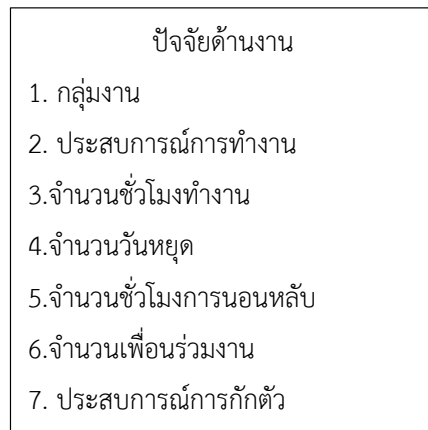 ปัจจัยด้านงาน
1. กลุ่มงาน
2. ประสบการณ์การทำงาน
3.จำนวนชั่วโมงทำงาน
4.จำนวนวันหยุด
5.จำนวนชั่วโมงการนอนหลับ
6.จำนวนเพื่อนร่วมงาน
7. ประสบการณ์การกักตัว